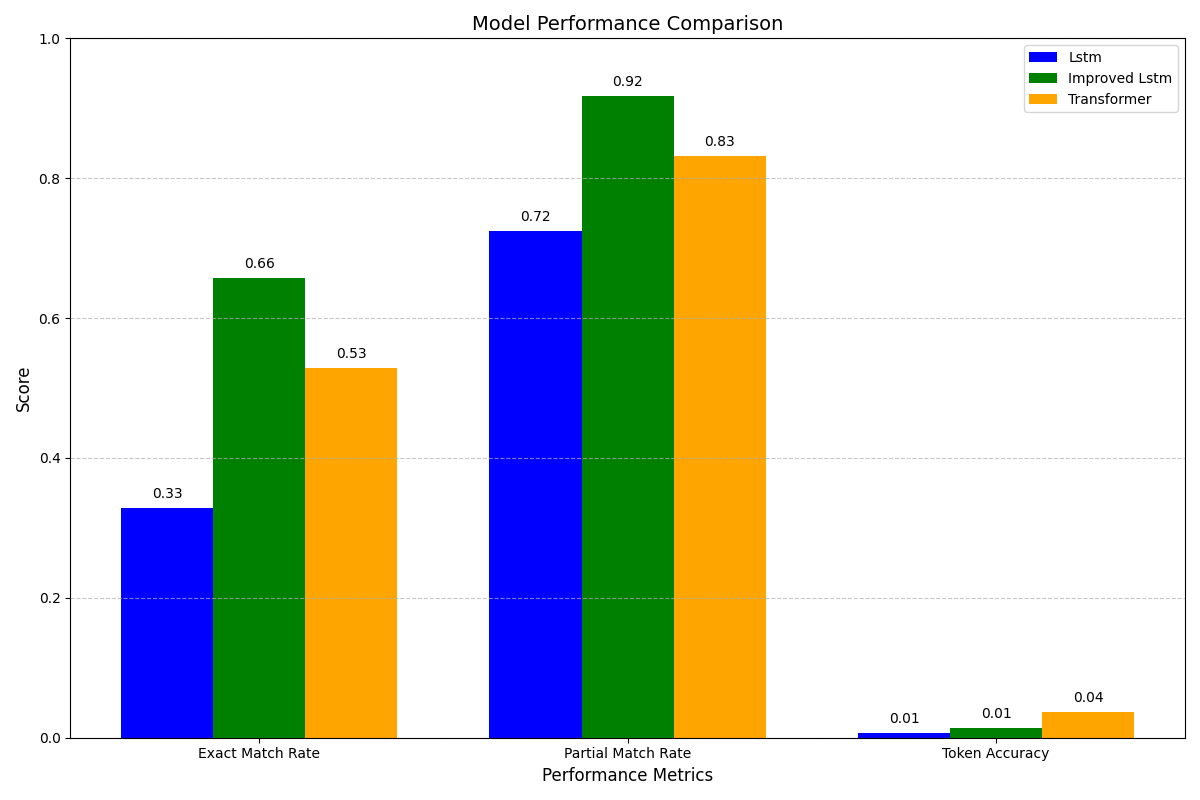 Model Performance Comparison
Lstm
Improved Lstm
Transformer
Score
1.0
0.8
0.6
0.4
0.2
0.0
0.33
0.66
0.53
0.72
0.92
0.83
0.01
0.01
0.04
Exact Match Rate
Partial Match Rate
Token Accuracy
Performance Metrics